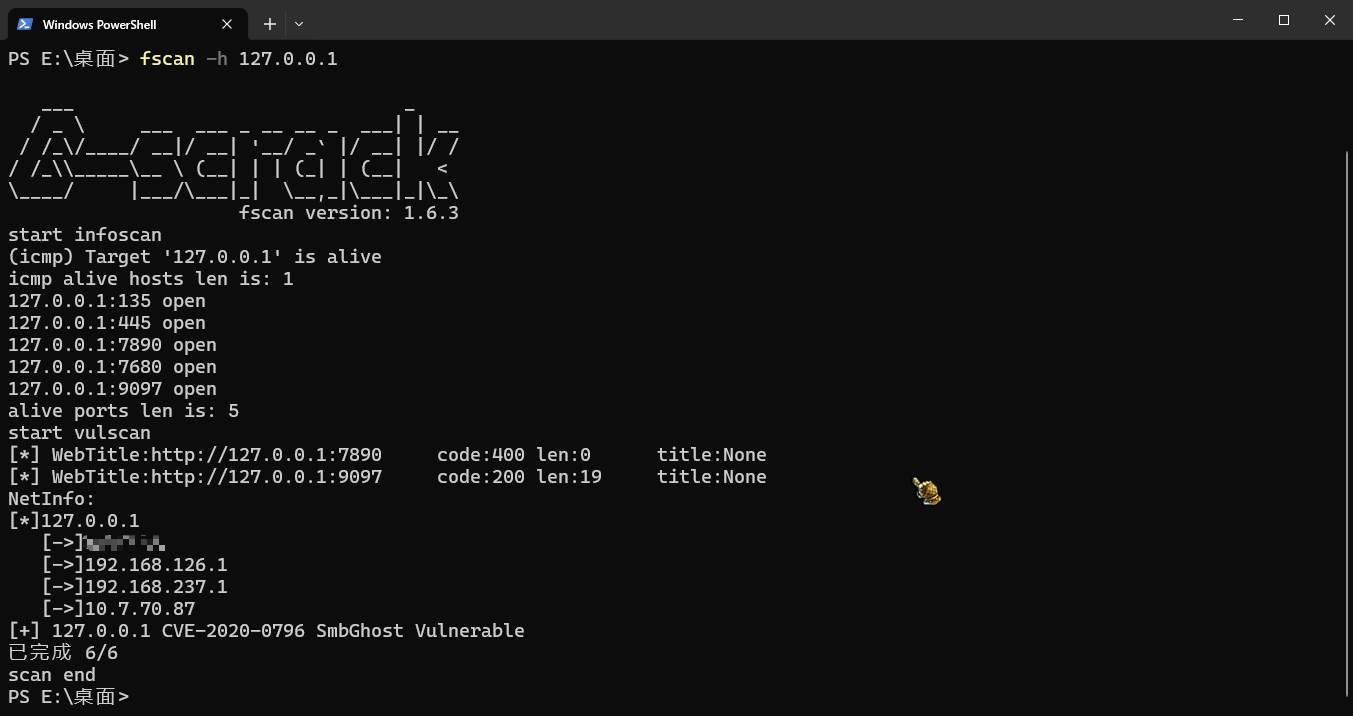 Windows PowerShell
PS E:\桌面> fscan -h 127.0.0.1
   ___                              _
  / _ \     ___  ___ _ __ __ _  ___| | __
 / /_\/____/ __|/ __| '__/ _` |/ __| |/ /
/ /_\\_____\__ \ (__| | | (_| | (__|   <
\____/     |___/\___|_|  \__,_|\___|_|\_\
                     fscan version: 1.6.3
start infoscan
(icmp) Target '127.0.0.1' is alive
icmp alive hosts len is: 1
127.0.0.1:135 open
127.0.0.1:445 open
127.0.0.1:7890 open
127.0.0.1:7680 open
127.0.0.1:9097 open
alive ports len is: 5
start vulscan
[*] WebTitle:http://127.0.0.1:7890     code:400 len:0      title:None
[*] WebTitle:http://127.0.0.1:9097     code:200 len:19     title:None
NetInfo:
[*]127.0.0.1
   [->]
   [->]192.168.126.1
   [->]192.168.237.1
   [->]10.7.70.87
[+] 127.0.0.1 CVE-2020-0796 SmbGhost Vulnerable
已完成 6/6
scan end
PS E:\桌面>